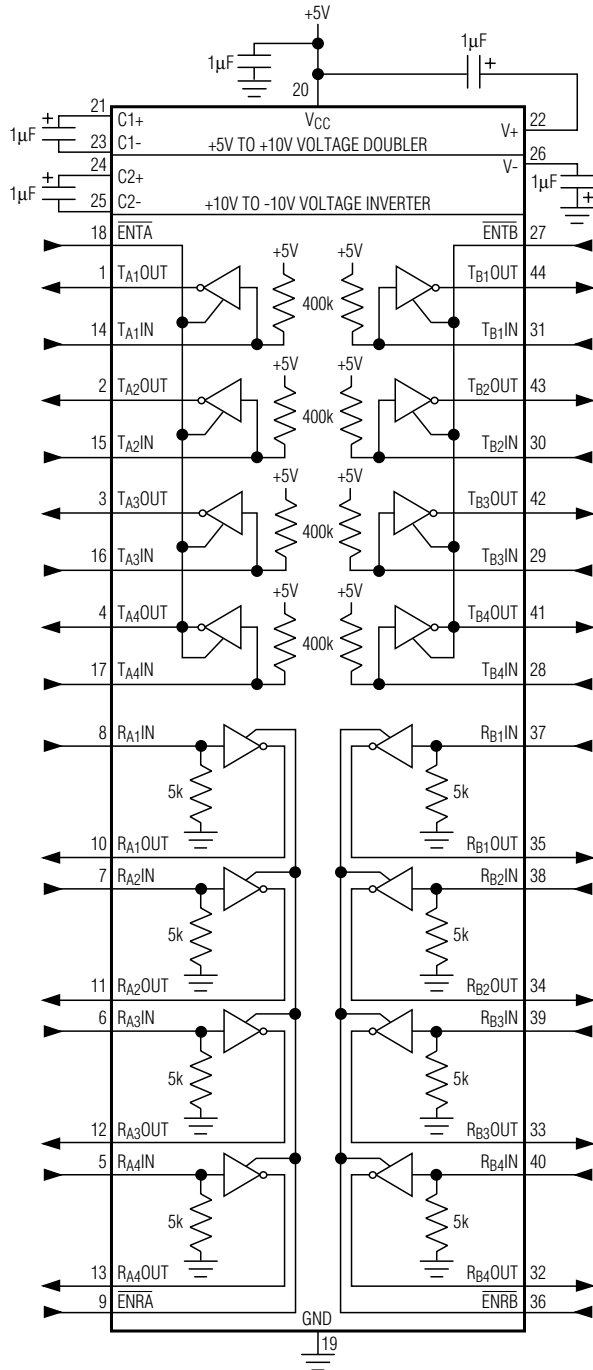 +5V
1μF
1μF
20
21
C1+
VCC
22
1μF
V+
23
C1-
+5V TO +10V VOLTAGE DOUBLER
24
C2+
V-
26
1μF
25
C2-
+10V TO -10V VOLTAGE INVERTER
1μF
18
ENTA
ENTB
27
+5V
+5V
1
TA1OUT
TB1OUT
44
400k
14
TA1IN
TB1IN
31
+5V
2
TA2OUT
TB2OUT
43
400k
15
TA2IN
TB2IN
30
+5V
3
TA3OUT
TB3OUT
42
400k
16
TA3IN
TB3IN
29
+5V
4
TA4OUT
TB4OUT
41
400k
17
TA4IN
TB4IN
28
8
RA1IN
RB1IN
37
5k
5k
10
RA1OUT
RB1OUT
35
7
RA2IN
RB2IN
38
5k
5k
11
RA2OUT
RB2OUT
34
6
RA3IN
RB3IN
39
5k
5k
12
RA3OUT
RB3OUT
33
5
RA4IN
RB4IN
40
5k
5k
13
RA4OUT
RB4OUT
32
9
ENRA
ENRB
36
GND
19